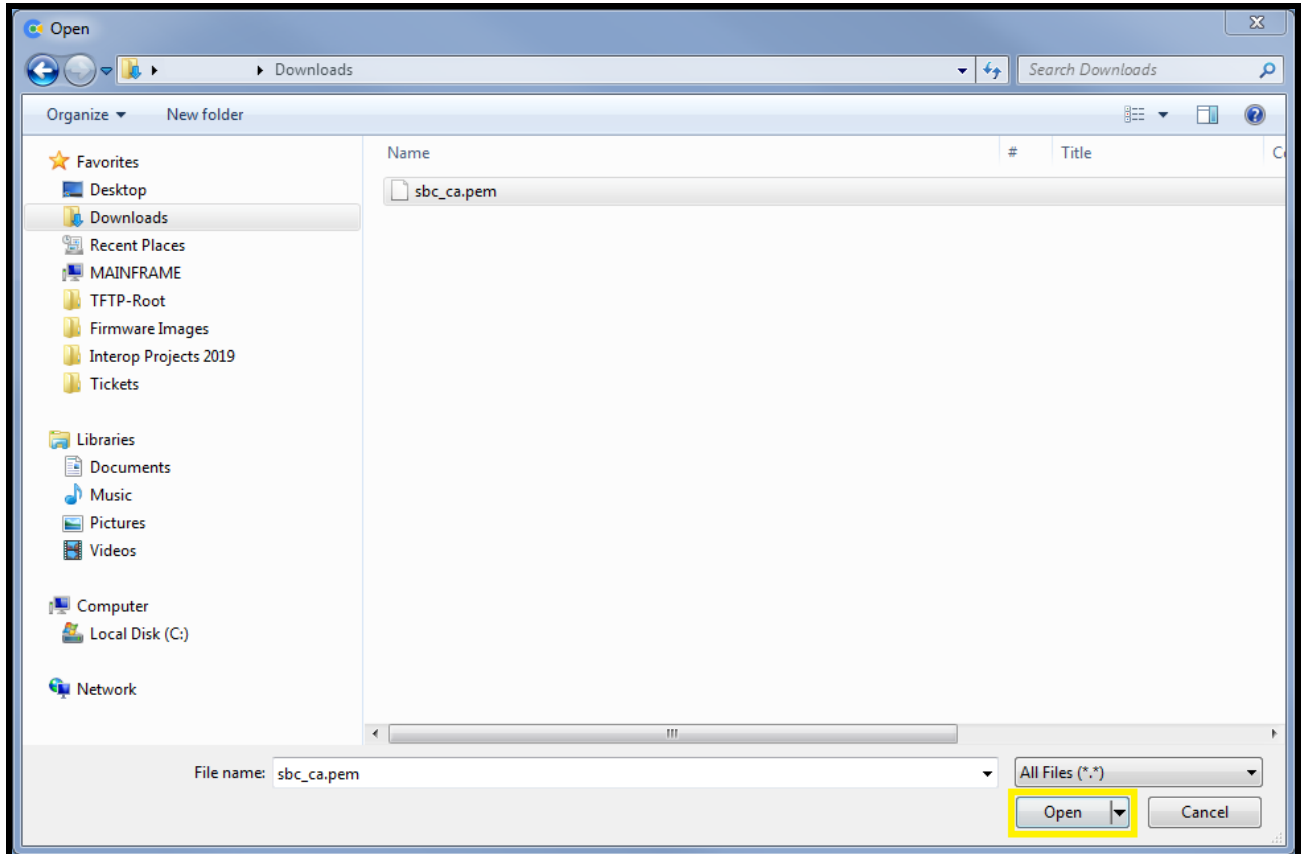 Open
Downloads
Search Downloads
Organize
New folder
Favorites
Desktop
Downloads
Recent Places
MAINFRAME
TFTP-Root
Firmware Images
Interop Projects 2019
Tickets
Libraries
Documents
Music
Pictures
Videos
Computer
Local Disk (C:)
Network
Name # Title
sbc_ca.pem
File name: sbc_ca.pem
All Files (*.*)
Open
Cancel